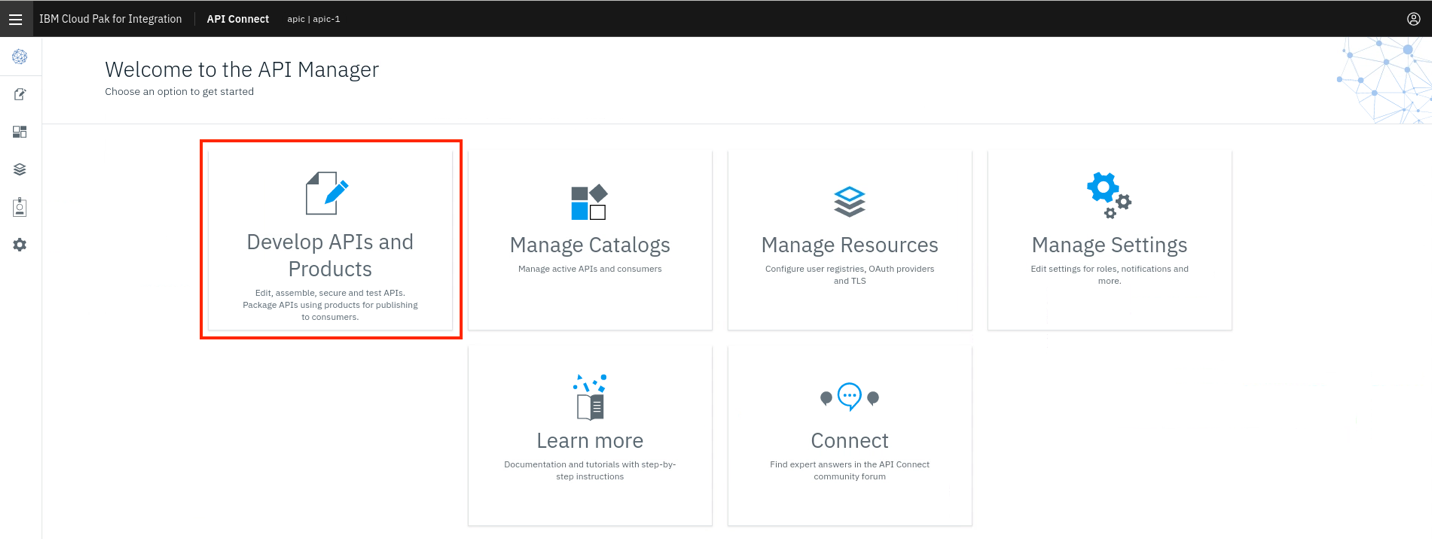 IBM Cloud Pak for Integration API Connect apic | apic-1
Welcome to the API Manager
Choose an option to get started
Develop APIs and
Products
Edit, assemble, secure and test APIs.
Package APIs using products for publishing
to consumers.
Manage Catalogs
Manage active APIs and consumers
Manage Resources
Configure user registries, OAuth providers
and TLS
Manage Settings
Edit settings for roles, notifications and
more.
Learn more
Documentation and tutorials with step-by-
step instructions
Connect
Find expert answers in the API Connect
community forum